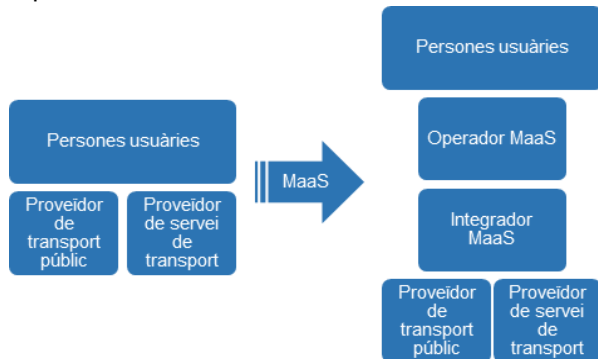 Persones usuàries
Proveïdor
de
transport
públic
Proveïdor
de servei
de
transport
MaaS
Persones usuàries
Operador MaaS
Integrador
MaaS
Proveïdor
de
transport
públic
Proveïdor
de servei
de
transport